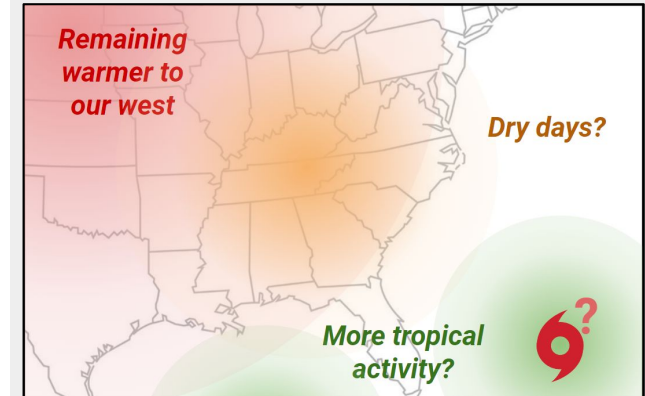 Remaining
warmer to
our west
Dry days?
?
More tropical
activity?